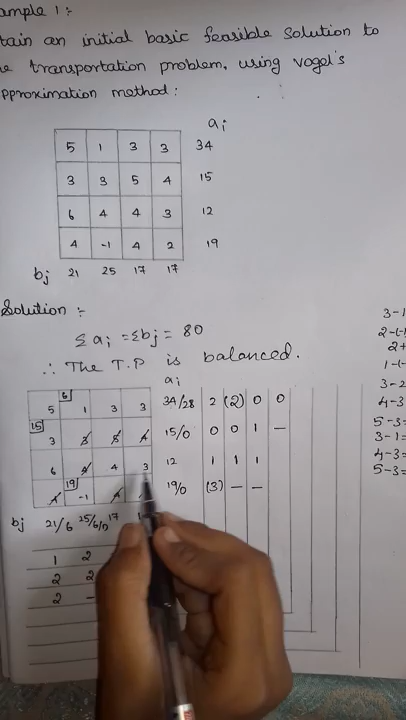 ample 1 :-
tain an initial basic feasible solution to
e transportation problem, using vogel's
pproximation method :
ai
5 1 3 3 34
3 3 5 4 15
6 4 4 3 12
4 -1 4 2 19
bj 21 25 17 17
Solution :-
Σ ai = Σbj = 80
∴ The T.P is balanced.
ai
6
5 1 3 3 34/28 2 (2) 0 0
15
3 3 5 4 15/0 0 0 1 -
6 4 4 3 12 1 1 1
19
4 -1 4 19/0 (3) - -
bj 21/6 25/6/0 17
1 2
2 2
2 -
3-1
2-(-
2+
1-(-
3-2
4-3
5-3=
3-1=
4-3=
5-3=